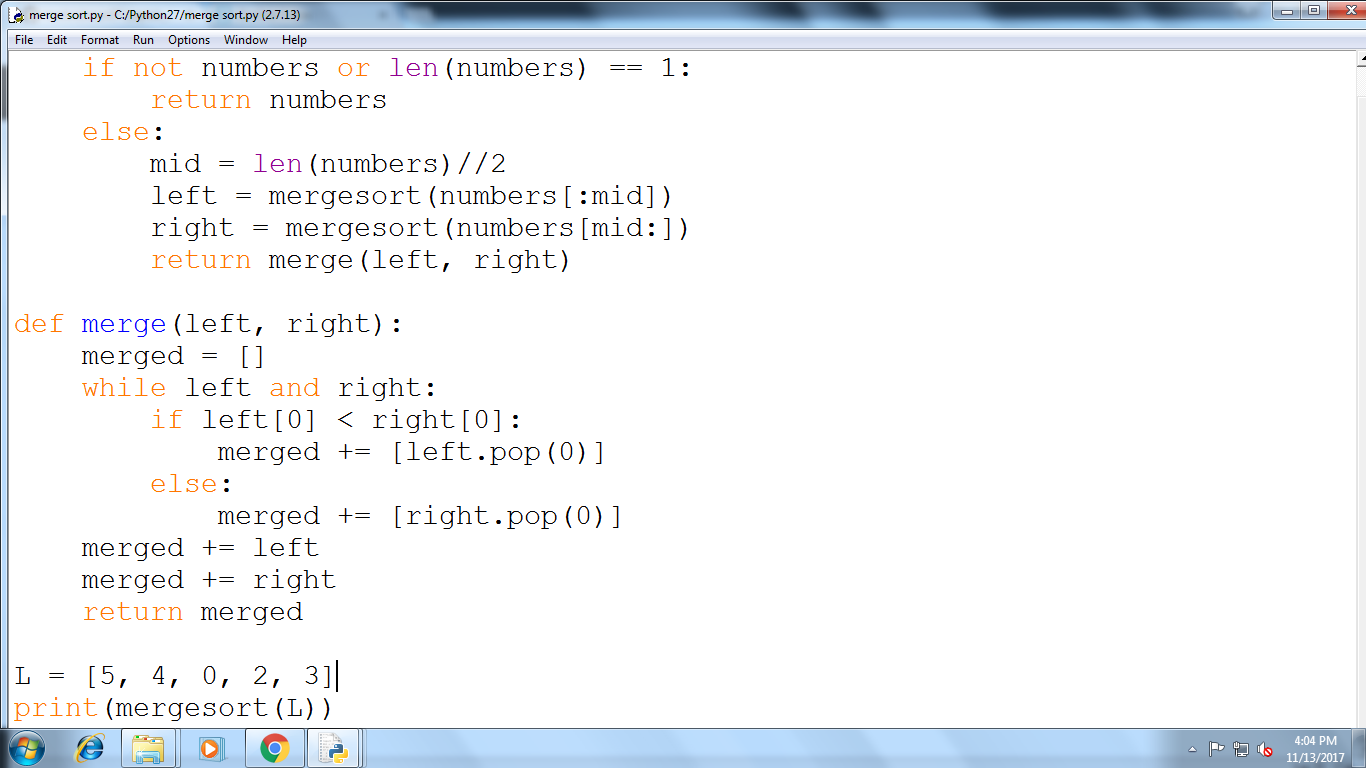 merge sort.py - C:/Python27/merge sort.py (2.7.13)
File Edit Format Run Options Window Help
    if not numbers or len(numbers) == 1:
        return numbers
    else:
        mid = len(numbers)//2
        left = mergesort(numbers[:mid])
        right = mergesort(numbers[mid:])
        return merge(left, right)

def merge(left, right):
    merged = []
    while left and right:
        if left[0] < right[0]:
            merged += [left.pop(0)]
        else:
            merged += [right.pop(0)]
    merged += left
    merged += right
    return merged

L = [5, 4, 0, 2, 3]
print(mergesort(L))
4:04 PM
11/13/2017